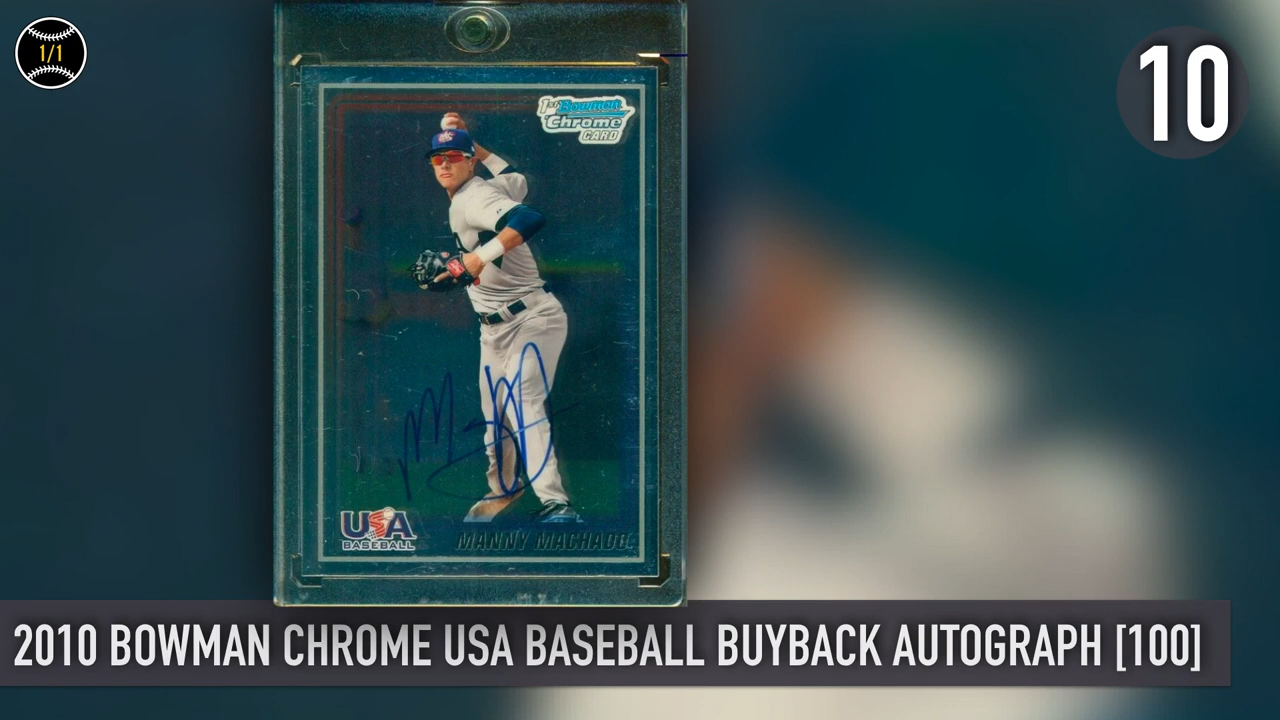 1/1
10
1st Bowman
Chrome
CARD
USA
BASEBALL
MANNY MACHADO
2010 BOWMAN CHROME USA BASEBALL BUYBACK AUTOGRAPH [100]